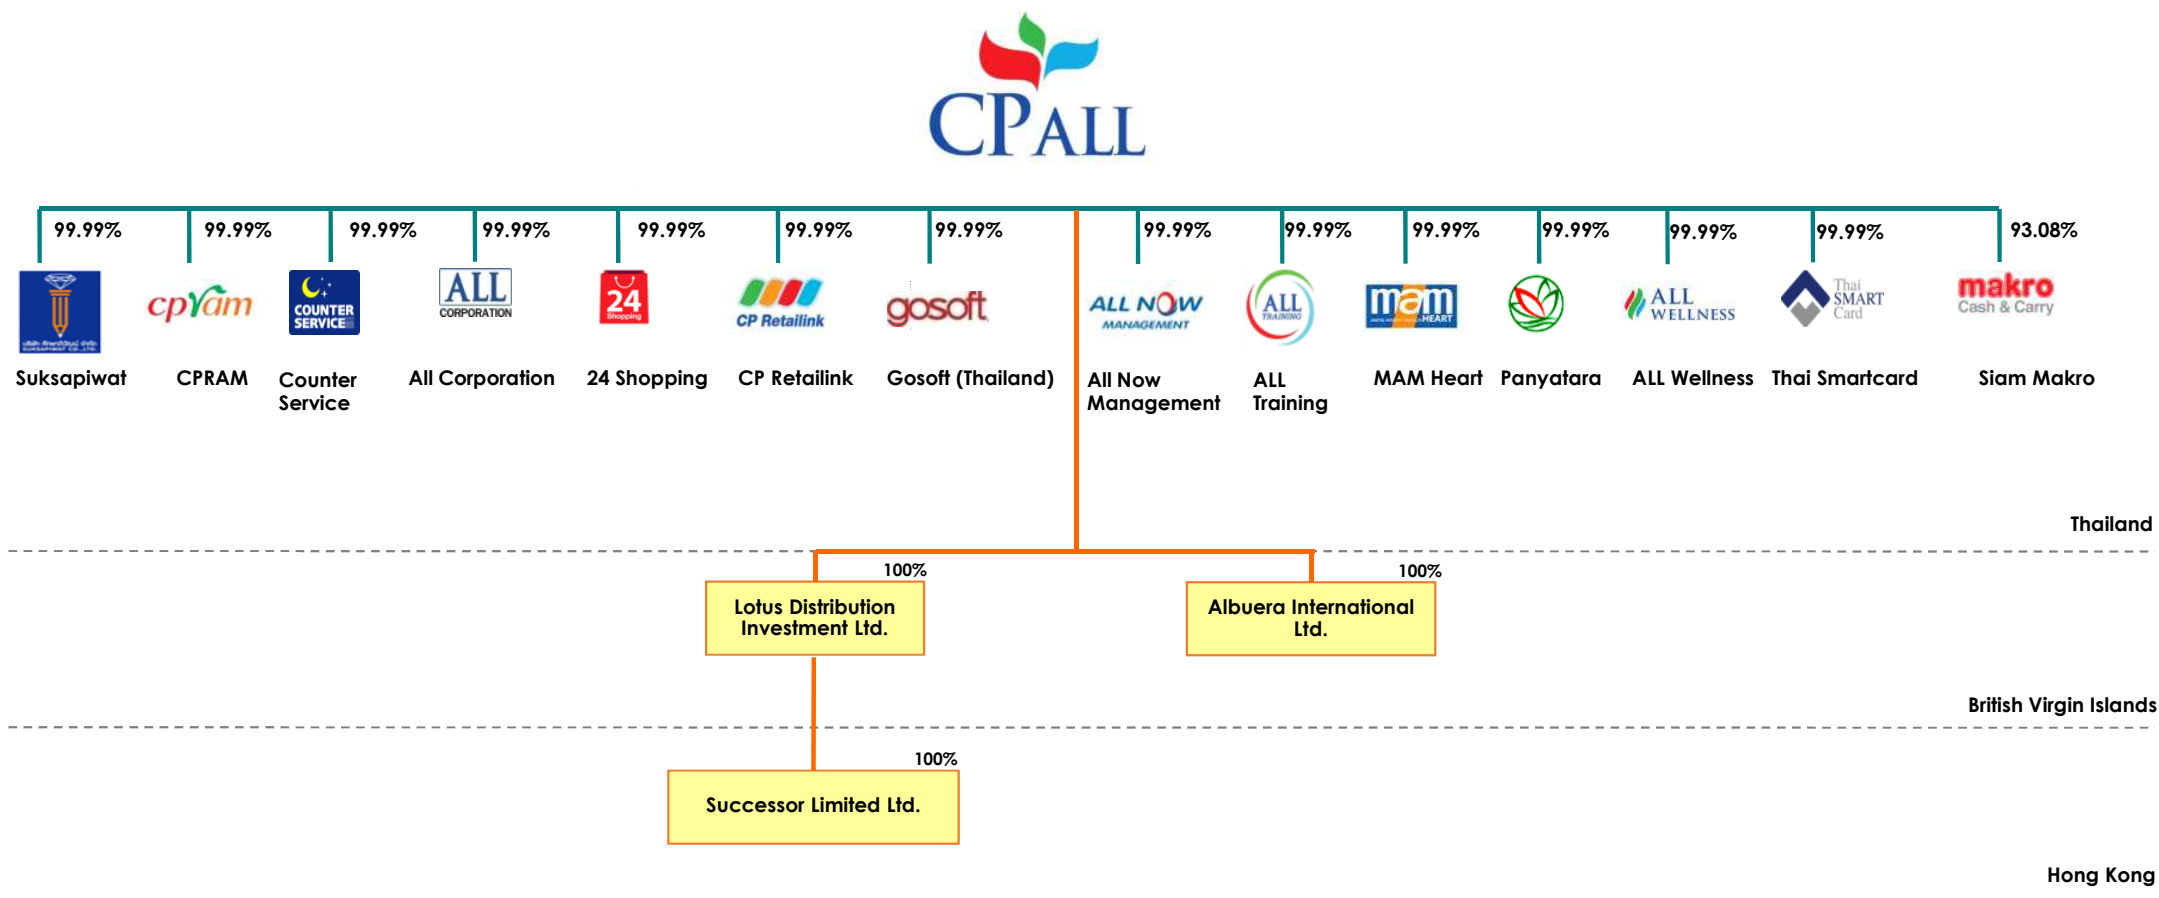 CPALL
99.99%
99.99%
99.99%
99.99%
99.99%
99.99%
99.99%
99.99%
99.99%
99.99%
99.99%
99.99%
99.99%
93.08%
SUKSAPIWAT CO.,LTD.
cpram
COUNTER
SERVICE
ALL
CORPORATION
24
Shopping
CP Retailink
gosoft
ALL NOW
MANAGEMENT
ALL
TRAINING
mam
HEART
ALL
WELLNESS
Thai
SMART
Card
makro
Cash & Carry
Suksapiwat
CPRAM
Counter
Service
All Corporation
24 Shopping
CP Retailink
Gosoft (Thailand)
All Now
Management
ALL
Training
MAM Heart
Panyatara
ALL Wellness
Thai Smartcard
Siam Makro
Thailand
100%
100%
Lotus Distribution
Investment Ltd.
Albuera International
Ltd.
British Virgin Islands
100%
Successor Limited Ltd.
Hong Kong